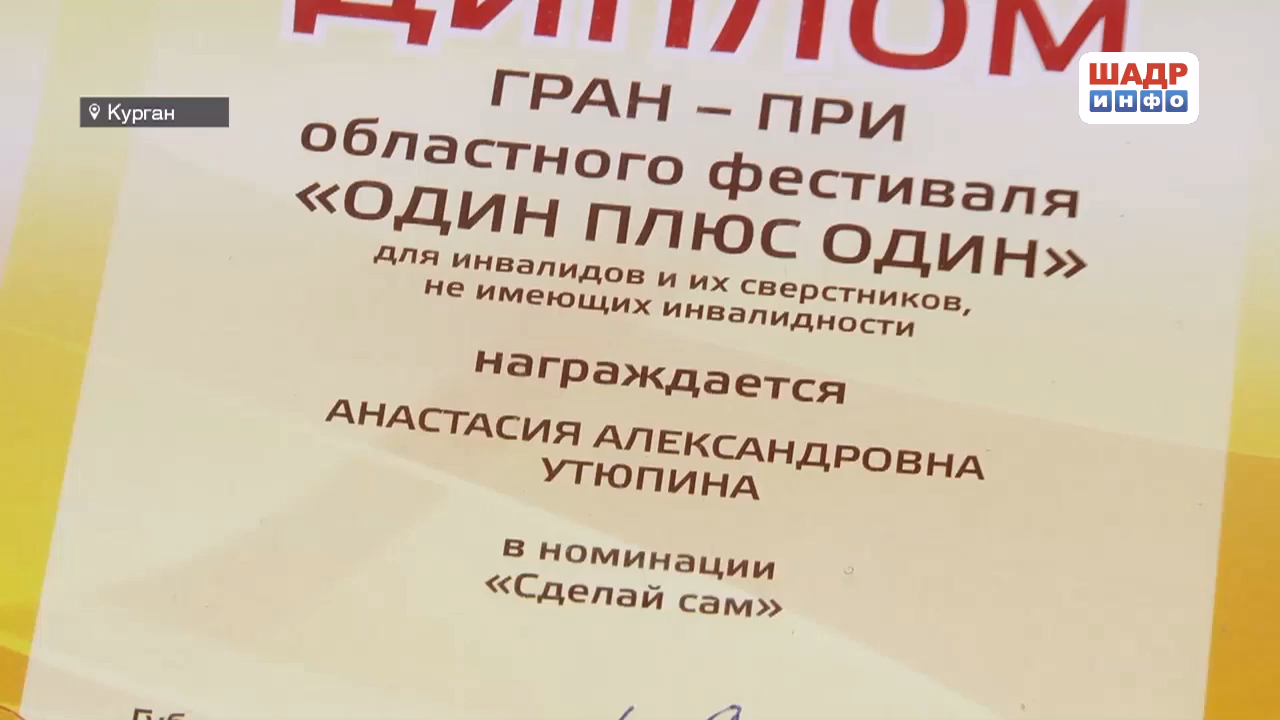 ДИПЛОМ
ШАДР
ИНФО
Курган
ГРАН – ПРИ
областного фестиваля
«ОДИН ПЛЮС ОДИН»
для инвалидов и их сверстников,
не имеющих инвалидности
награждается
АНАСТАСИЯ АЛЕКСАНДРОВНА
УТЮПИНА
в номинации
«Сделай сам»